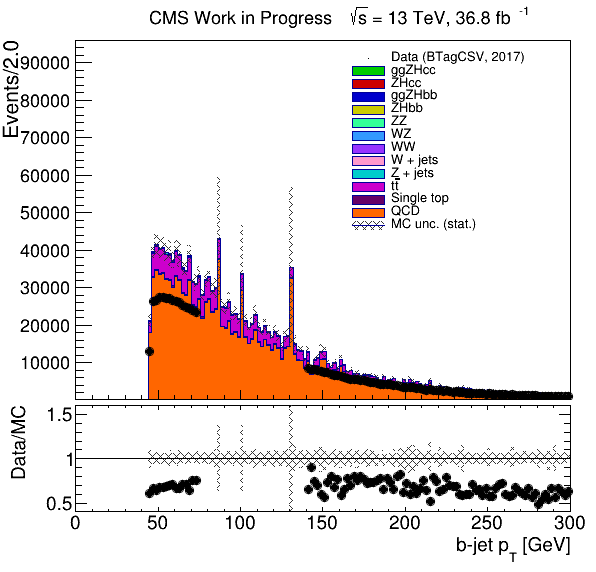 CMS Work in Progress √s = 13 TeV, 36.8 fb⁻¹
Events/2.0
90000
80000
70000
60000
50000
40000
30000
20000
10000
Data (BTagCSV, 2017)
ggZHcc
ZHcc
ggZHbb
ZHbb
ZZ
WZ
WW
W + jets
Z + jets
tt̅
Single top
QCD
MC unc. (stat.)
Data/MC
1.5
1
0.5
0 50 100 150 200 250 300
b-jet p_T [GeV]